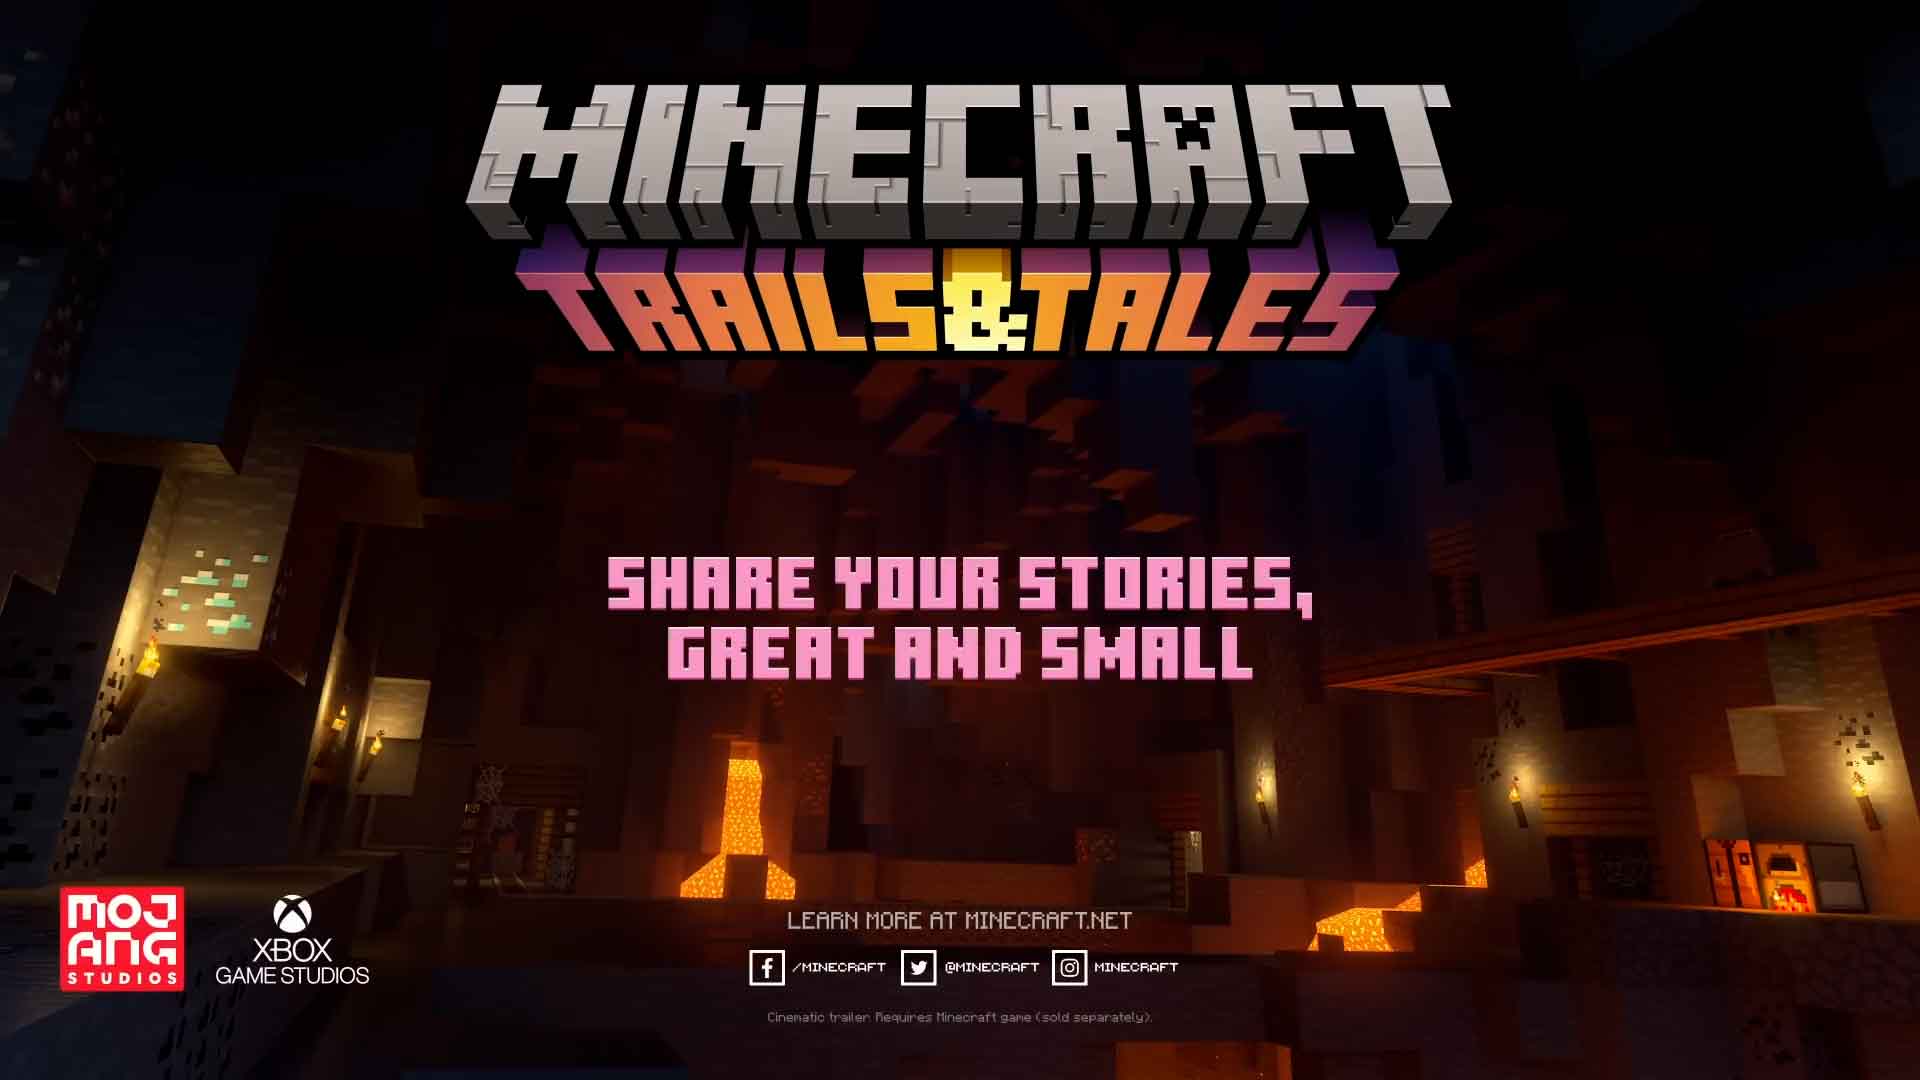 MINECRAFT
TRAILS & TALES
SHARE YOUR STORIES,
GREAT AND SMALL
MOJ
ANG
STUDIOS
XBOX
GAME STUDIOS
LEARN MORE AT MINECRAFT.NET
/MINECRAFT @MINECRAFT MINECRAFT
Cinematic trailer. Requires Minecraft game (sold separately).